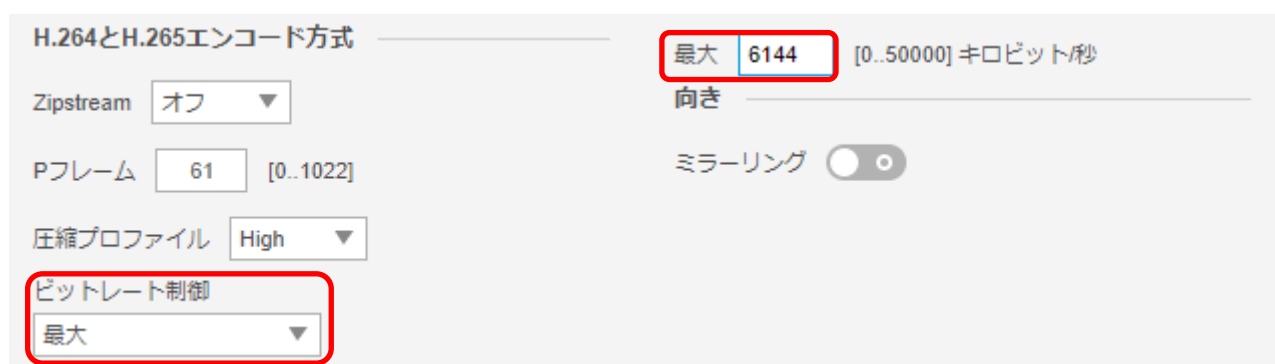 H.264とH.265エンコード方式
Zipstream オフ
Pフレーム 61 [0..1022]
圧縮プロファイル High
ビットレート制御
最大
最大 6144 [0..50000] キロビット/秒
向き
ミラーリング